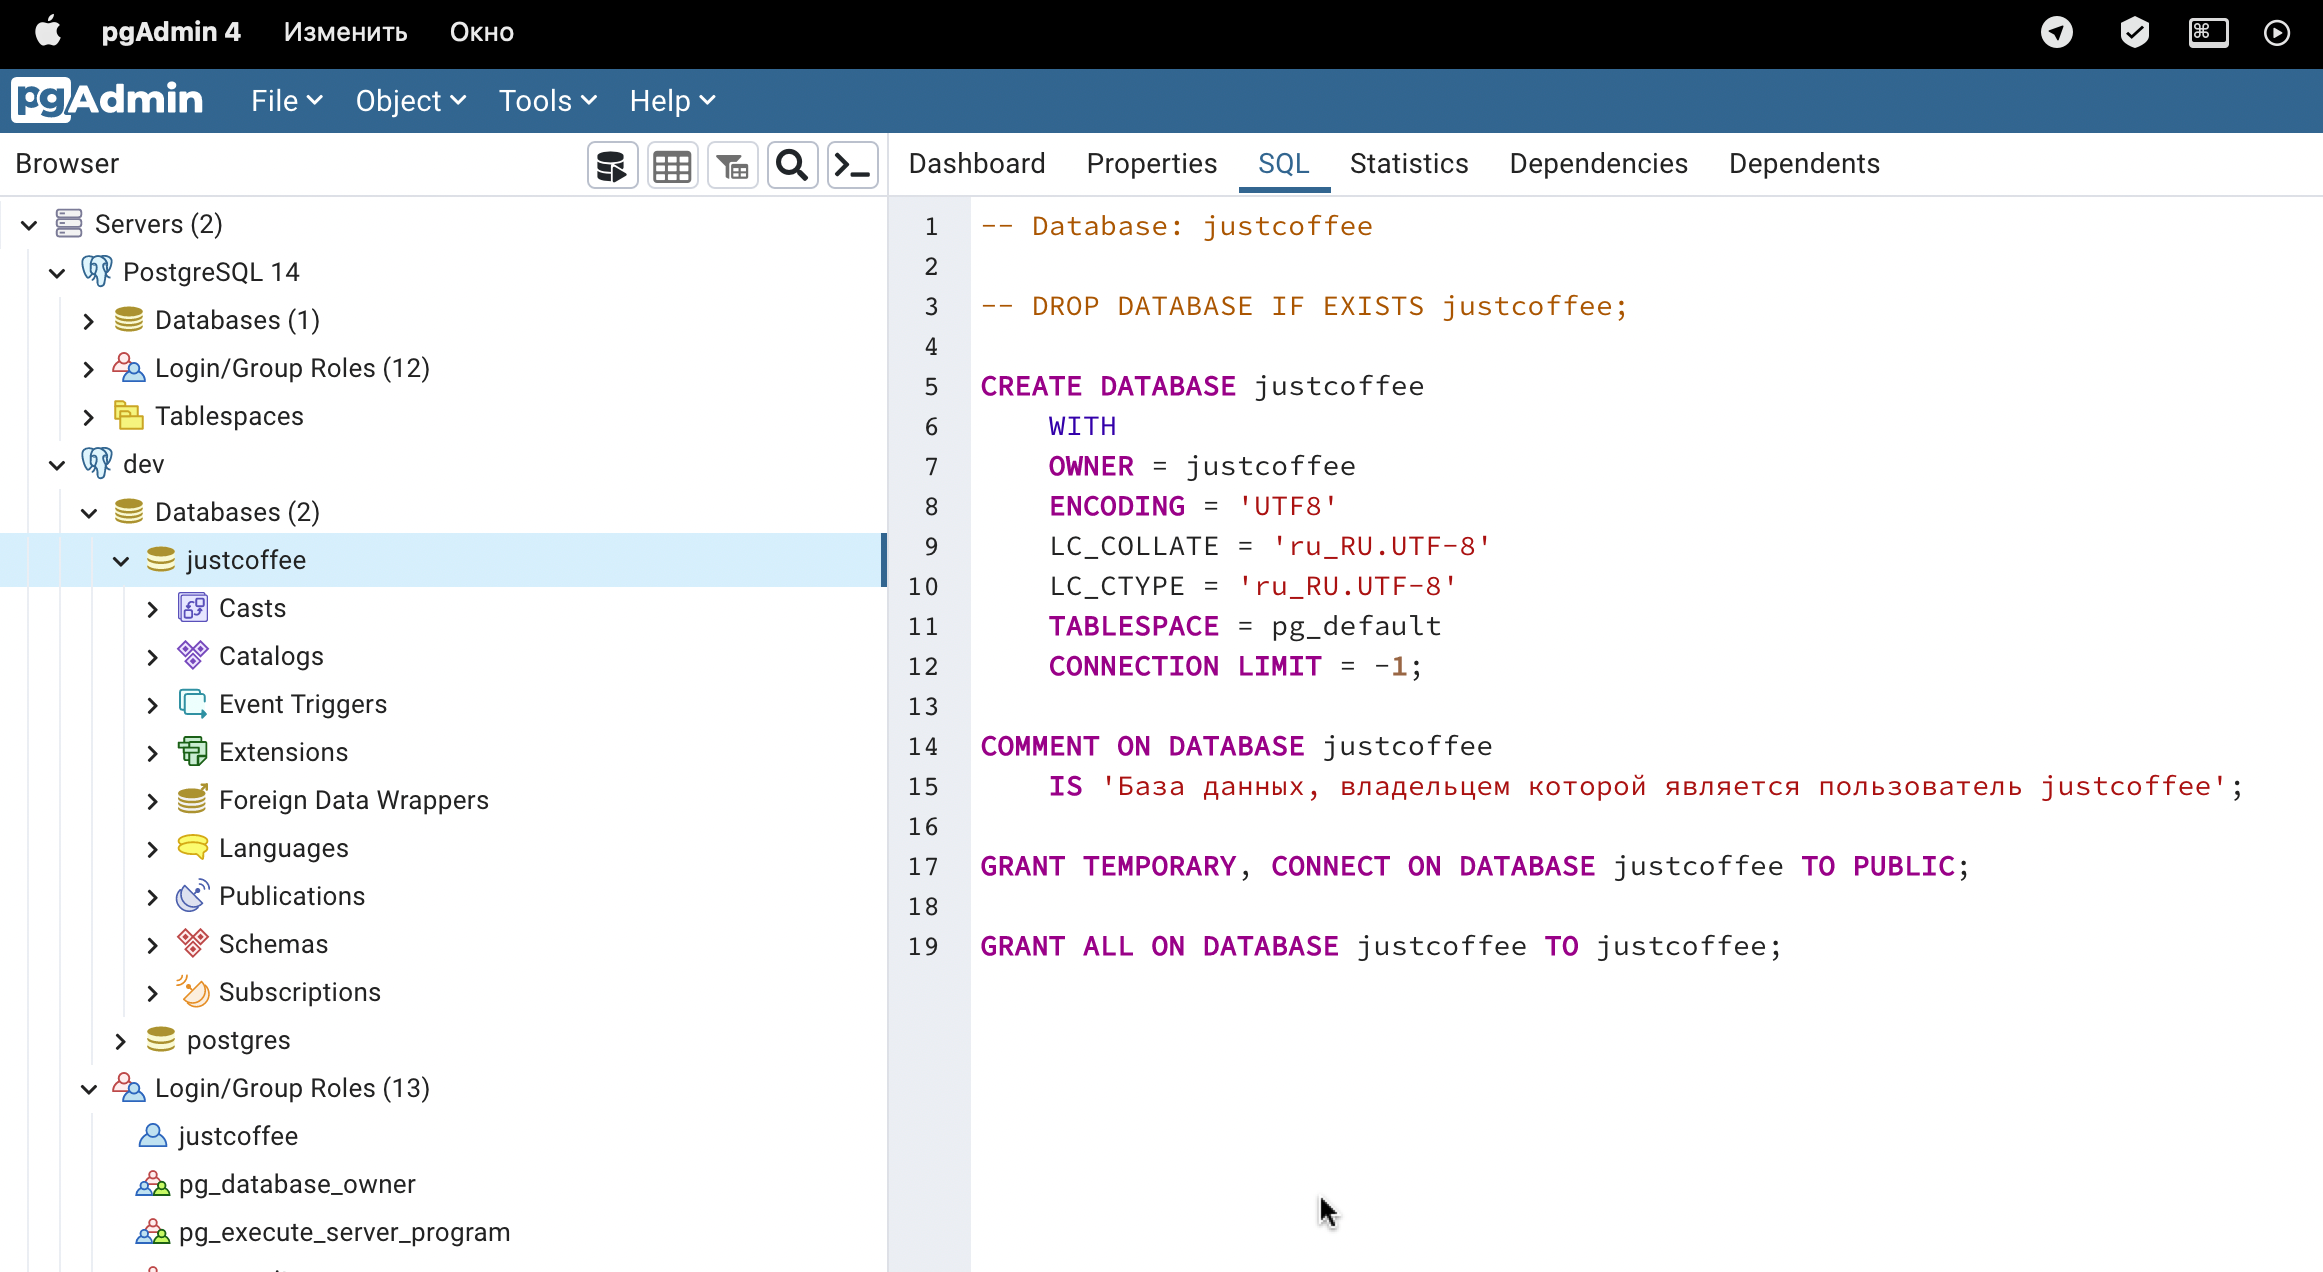 pgAdmin 4 Изменить Окно
pgAdmin File Object Tools Help
Browser
Dashboard Properties SQL Statistics Dependencies Dependents
Servers (2)
PostgreSQL 14
Databases (1)
Login/Group Roles (12)
Tablespaces
dev
Databases (2)
justcoffee
Casts
Catalogs
Event Triggers
Extensions
Foreign Data Wrappers
Languages
Publications
Schemas
Subscriptions
postgres
Login/Group Roles (13)
justcoffee
pg_database_owner
pg_execute_server_program
1 -- Database: justcoffee
2
3 -- DROP DATABASE IF EXISTS justcoffee;
4
5 CREATE DATABASE justcoffee
6 WITH
7 OWNER = justcoffee
8 ENCODING = 'UTF8'
9 LC_COLLATE = 'ru_RU.UTF-8'
10 LC_CTYPE = 'ru_RU.UTF-8'
11 TABLESPACE = pg_default
12 CONNECTION LIMIT = -1;
13
14 COMMENT ON DATABASE justcoffee
15 IS 'База данных, владельцем которой является пользователь justcoffee';
16
17 GRANT TEMPORARY, CONNECT ON DATABASE justcoffee TO PUBLIC;
18
19 GRANT ALL ON DATABASE justcoffee TO justcoffee;